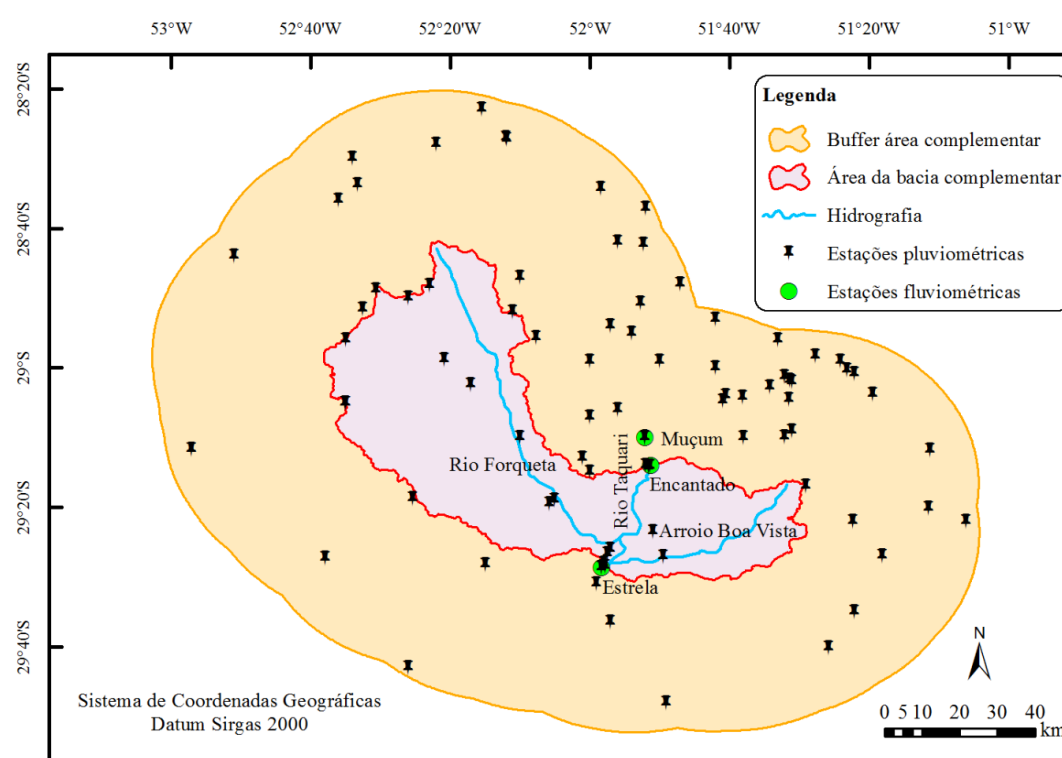 53°W 52°40'W 52°20'W 52°W 51°40'W 51°20'W 51°W
28°20'S
28°40'S
29°S
29°20'S
29°40'S
Legenda
Buffer área complementar
Área da bacia complementar
Hidrografia
Estações pluviométricas
Estações fluviométricas
Muçum
Rio Forqueta
Rio Taquari
Encantado
Arroio Boa Vista
Estrela
N
Sistema de Coordenadas Geográficas
Datum Sirgas 2000
0 5 10 20 30 40
km